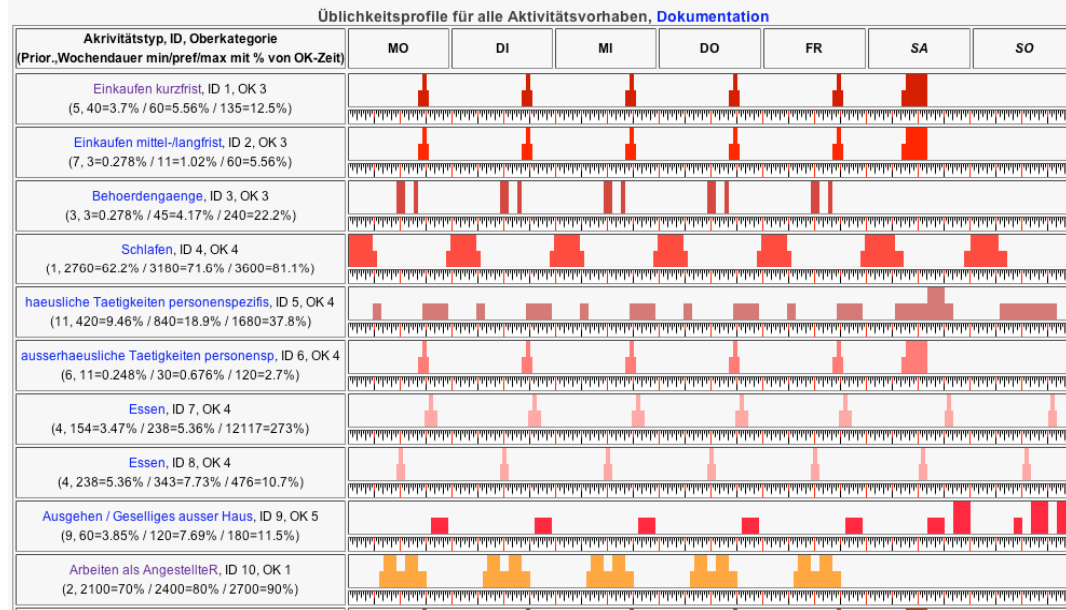 Üblichkeitsprofile für alle Aktivitätsvorhaben, Dokumentation
Akrivitätstyp, ID, Oberkategorie
(Prior.,Wochendauer min/pref/max mit % von OK-Zeit)
MO DI MI DO FR SA SO
Einkaufen kurzfrist, ID 1, OK 3
(5, 40=3.7% / 60=5.56% / 135=12.5%)
Einkaufen mittel-/langfrist, ID 2, OK 3
(7, 3=0.278% / 11=1.02% / 60=5.56%)
Behoerdengaenge, ID 3, OK 3
(3, 3=0.278% / 45=4.17% / 240=22.2%)
Schlafen, ID 4, OK 4
(1, 2760=62.2% / 3180=71.6% / 3600=81.1%)
haeusliche Taetigkeiten personenspezifis, ID 5, OK 4
(11, 420=9.46% / 840=18.9% / 1680=37.8%)
ausserhaeusliche Taetigkeiten personensp, ID 6, OK 4
(6, 11=0.248% / 30=0.676% / 120=2.7%)
Essen, ID 7, OK 4
(4, 154=3.47% / 238=5.36% / 12117=273%)
Essen, ID 8, OK 4
(4, 238=5.36% / 343=7.73% / 476=10.7%)
Ausgehen / Geselliges ausser Haus, ID 9, OK 5
(9, 60=3.85% / 120=7.69% / 180=11.5%)
Arbeiten als AngestellteR, ID 10, OK 1
(2, 2100=70% / 2400=80% / 2700=90%)